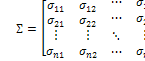 Σ = [σ11 σ12 ⋯ σ
σ21 σ22 ⋯ σ
⋮ ⋮ ⋱ ⋮
σn1 σn2 ⋯ σ